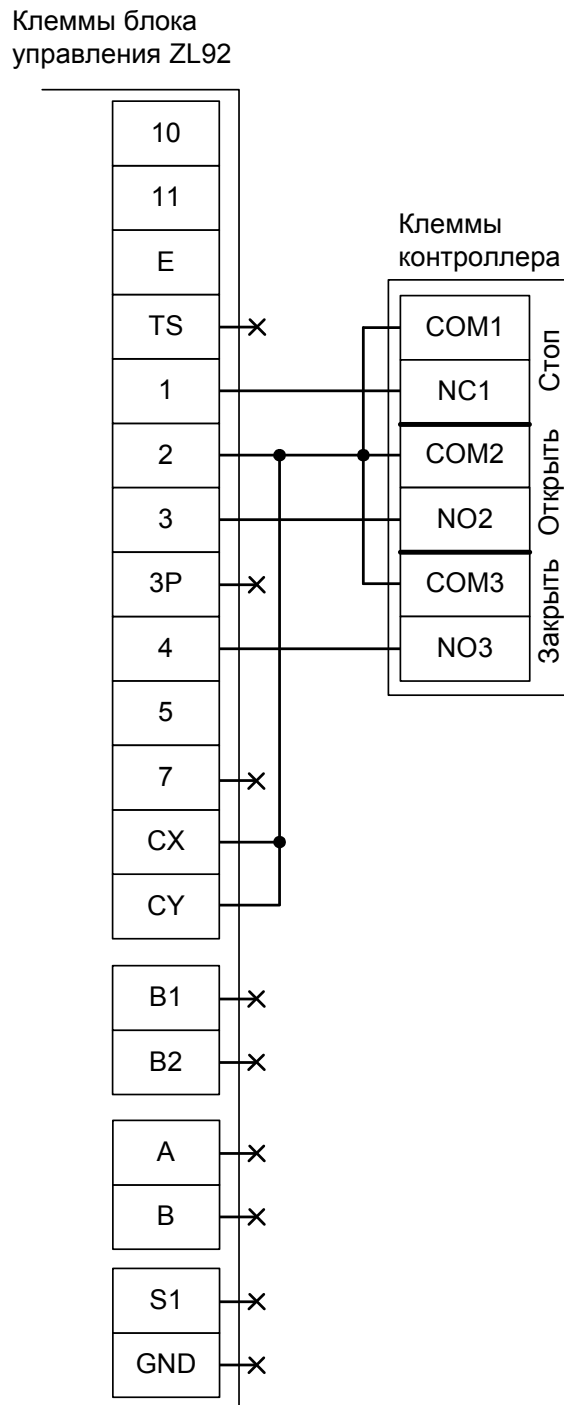 Клеммы блока
управления ZL92
10
11
E
TS
1
2
3
3P
4
5
7
CX
CY
B1
B2
A
B
S1
GND
Клеммы
контроллера
COM1
NC1
COM2
NO2
COM3
NO3
Стоп
Открыть
Закрыть